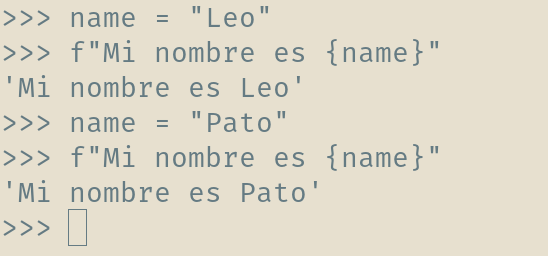 >>> name = "Leo"
>>> f"Mi nombre es {name}"
'Mi nombre es Leo'
>>> name = "Pato"
>>> f"Mi nombre es {name}"
'Mi nombre es Pato'
>>>